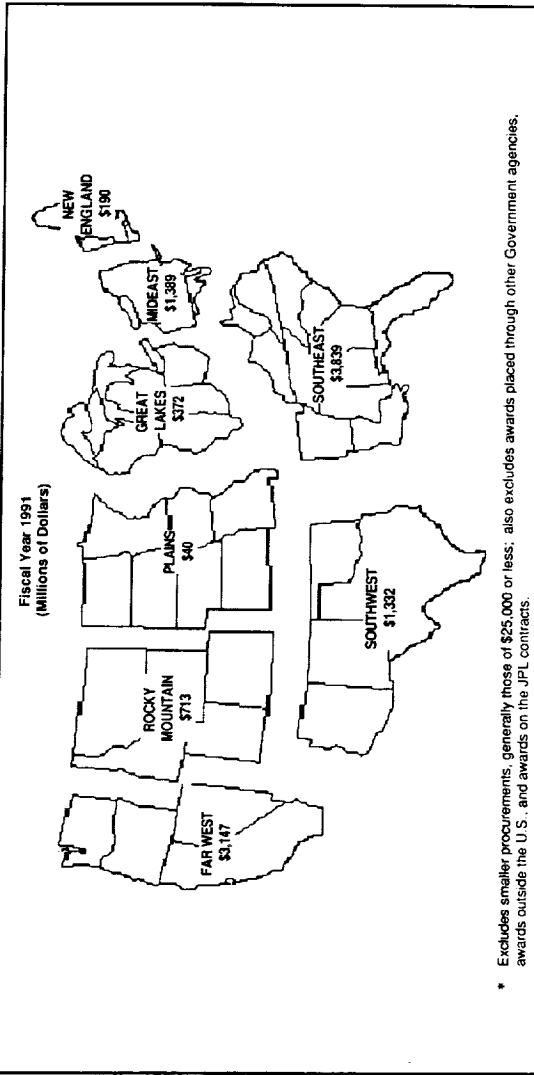 Fiscal Year 1991
(Millions of Dollars)
FAR WEST
$3,147
ROCKY
MOUNTAIN
$713
PLAINS
$40
GREAT
LAKES
$372
MIDEAST
$1,389
NEW
ENGLAND
$190
SOUTHWEST
$1,332
SOUTHEAST
$3,839
* Excludes smaller procurements, generally those of $25,000 or less; also excludes awards placed through other Government agencies,
awards outside the U.S., and awards on the JPL contracts.